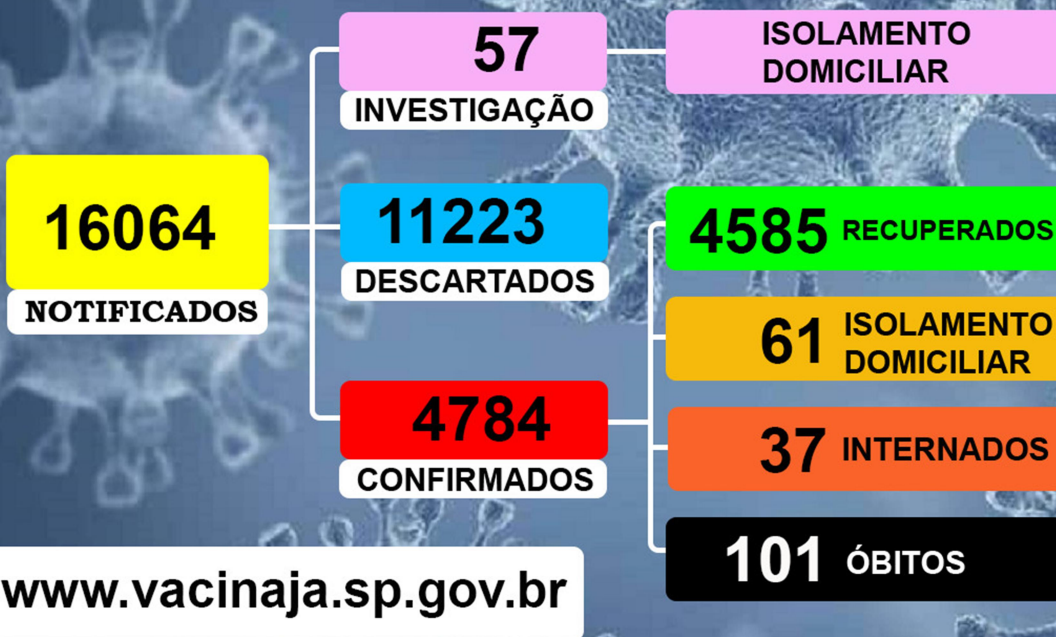 16064
NOTIFICADOS
57
INVESTIGAÇÃO
ISOLAMENTO
DOMICILIAR
11223
DESCARTADOS
4784
CONFIRMADOS
4585 RECUPERADOS
61 ISOLAMENTO
DOMICILIAR
37 INTERNADOS
101 ÓBITOS
www.vacinaja.sp.gov.br